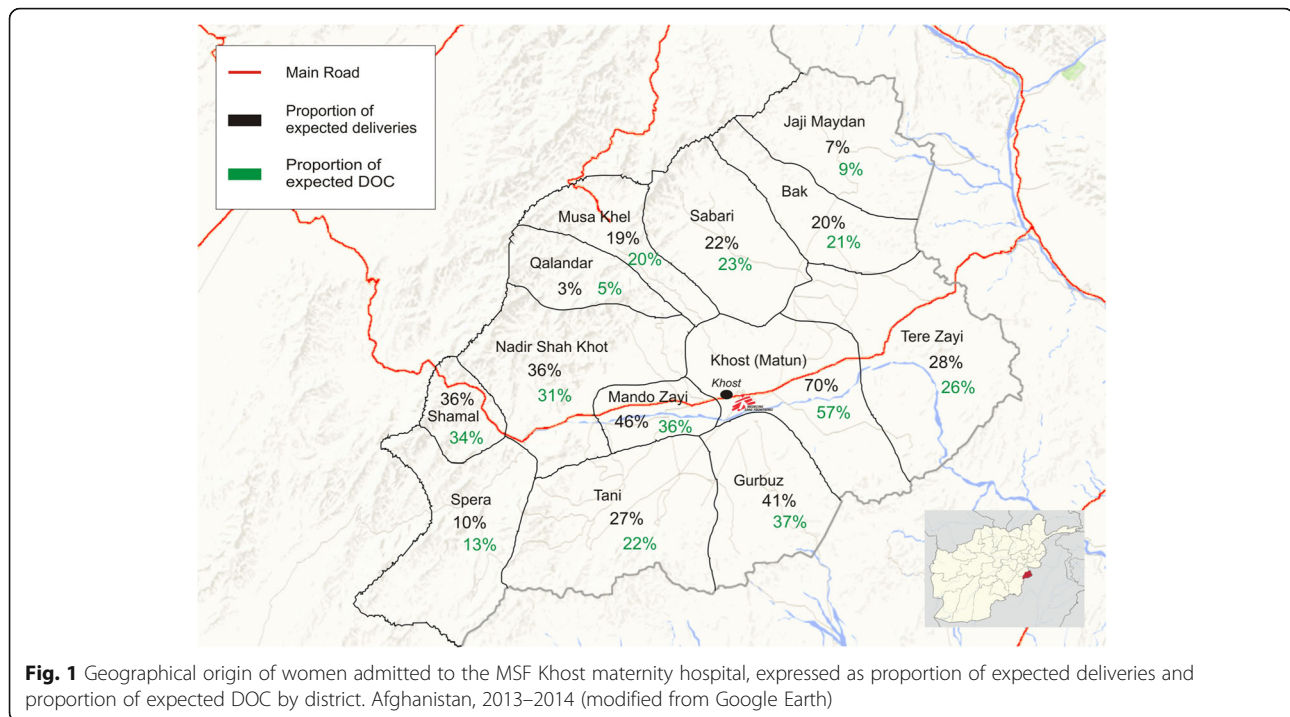 Main Road
Proportion of
expected deliveries
Proportion of
expected DOC
Jaji Maydan
7%
9%
Bak
20%
21%
Musa Khel
19%
20%
Sabari
22%
23%
Qalandar
3% 5%
Nadir Shah Khot
36%
31%
Khost (Matun)
Khost
70%
57%
Tere Zayi
28%
26%
36%
Shamal
34%
Mando Zayi
46% 36%
Spera
10%
13%
Tani
27%
22%
Gurbuz
41%
37%
Fig. 1 Geographical origin of women admitted to the MSF Khost maternity hospital, expressed as proportion of expected deliveries and
proportion of expected DOC by district. Afghanistan, 2013–2014 (modified from Google Earth)